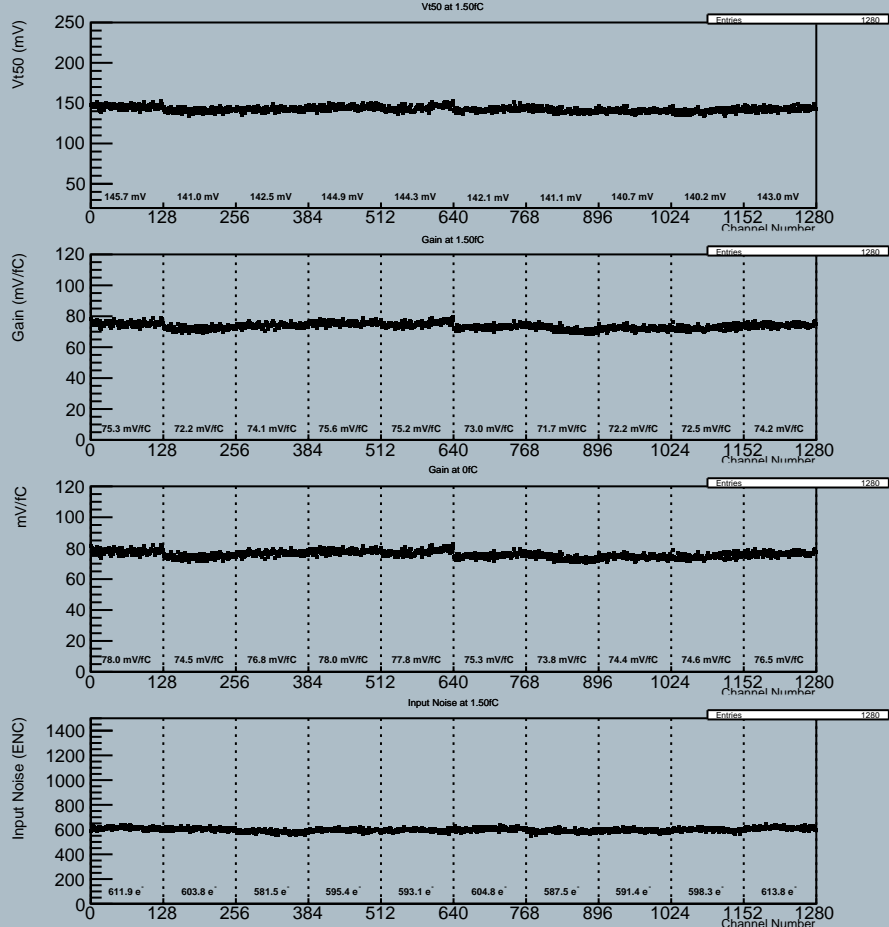 Vt50 at 1.50fC
Entries 1280
Vt50 (mV)
250
200
150
100
50
145.7 mV 141.0 mV 142.5 mV 144.9 mV 144.3 mV 142.1 mV 141.1 mV 140.7 mV 140.2 mV 143.0 mV
0 128 256 384 512 640 768 896 1024 1152 1280
Channel Number
Gain at 1.50fC
Entries 1280
Gain (mV/fC)
120
100
80
60
40
20
0
75.3 mV/fC 72.2 mV/fC 74.1 mV/fC 75.6 mV/fC 75.2 mV/fC 73.0 mV/fC 71.7 mV/fC 72.2 mV/fC 72.5 mV/fC 74.2 mV/fC
0 128 256 384 512 640 768 896 1024 1152 1280
Channel Number
Gain at 0fC
Entries 1280
mV/fC
120
100
80
60
40
20
0
78.0 mV/fC 74.5 mV/fC 76.8 mV/fC 78.0 mV/fC 77.8 mV/fC 75.3 mV/fC 73.8 mV/fC 74.4 mV/fC 74.6 mV/fC 76.5 mV/fC
0 128 256 384 512 640 768 896 1024 1152 1280
Channel Number
Input Noise at 1.50fC
Entries 1280
Input Noise (ENC)
1400
1200
1000
800
600
400
200
0
611.9 e⁻ 603.8 e⁻ 581.5 e⁻ 595.4 e⁻ 593.1 e⁻ 604.8 e⁻ 587.5 e⁻ 591.4 e⁻ 598.3 e⁻ 613.8 e⁻
0 128 256 384 512 640 768 896 1024 1152 1280
Channel Number